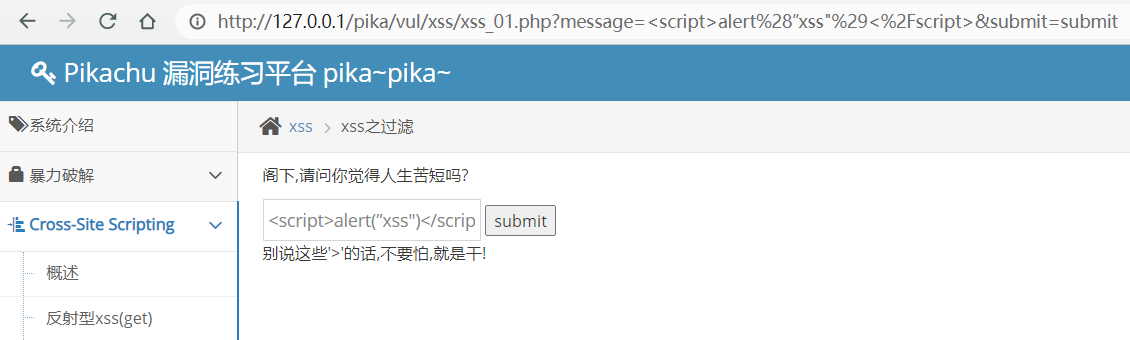 http://127.0.0.1/pika/vul/xss/xss_01.php?message=<script>alert%28”xss"%29<%2Fscript>&submit=submit
Pikachu 漏洞练习平台 pika~pika~
系统介绍
xss > xss之过滤
暴力破解
阁下,请问你觉得人生苦短吗?
Cross-Site Scripting
<script>alert(”xss")</scrip
submit
别说这些'>'的话,不要怕,就是干!
概述
反射型xss(get)